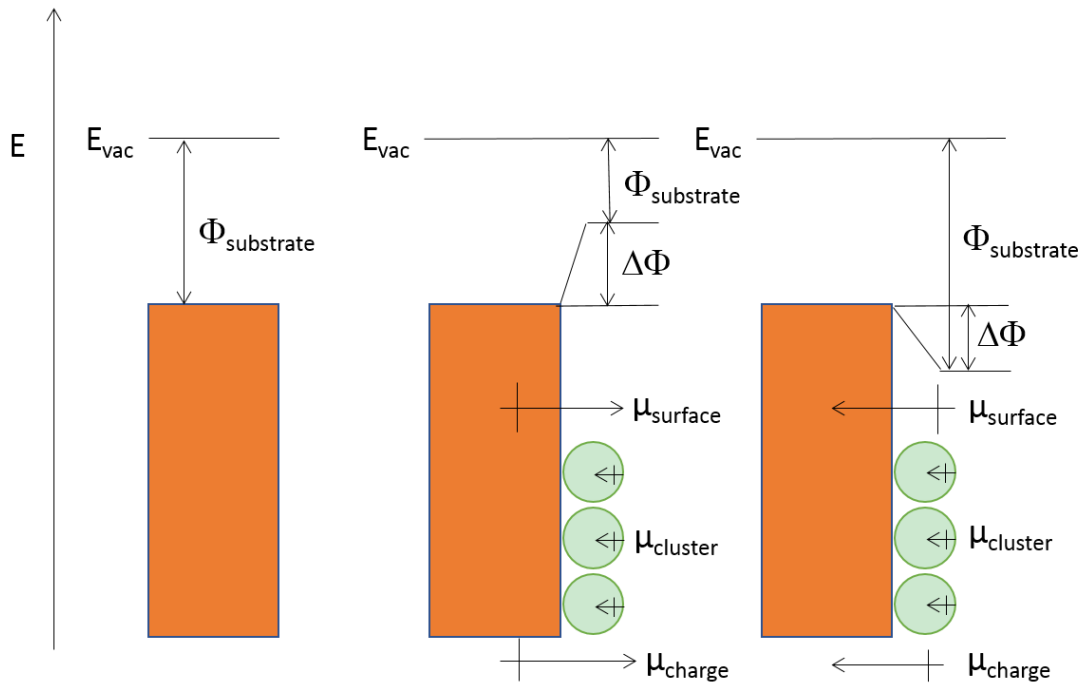 E
E_vac
Φ_substrate
E_vac
Φ_substrate
ΔΦ
μ_surface
μ_cluster
μ_charge
E_vac
Φ_substrate
ΔΦ
μ_surface
μ_cluster
μ_charge